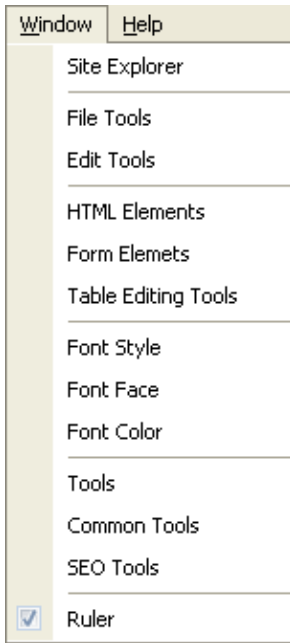 Window Help
Site Explorer
File Tools
Edit Tools
HTML Elements
Form Elemets
Table Editing Tools
Font Style
Font Face
Font Color
Tools
Common Tools
SEO Tools
Ruler